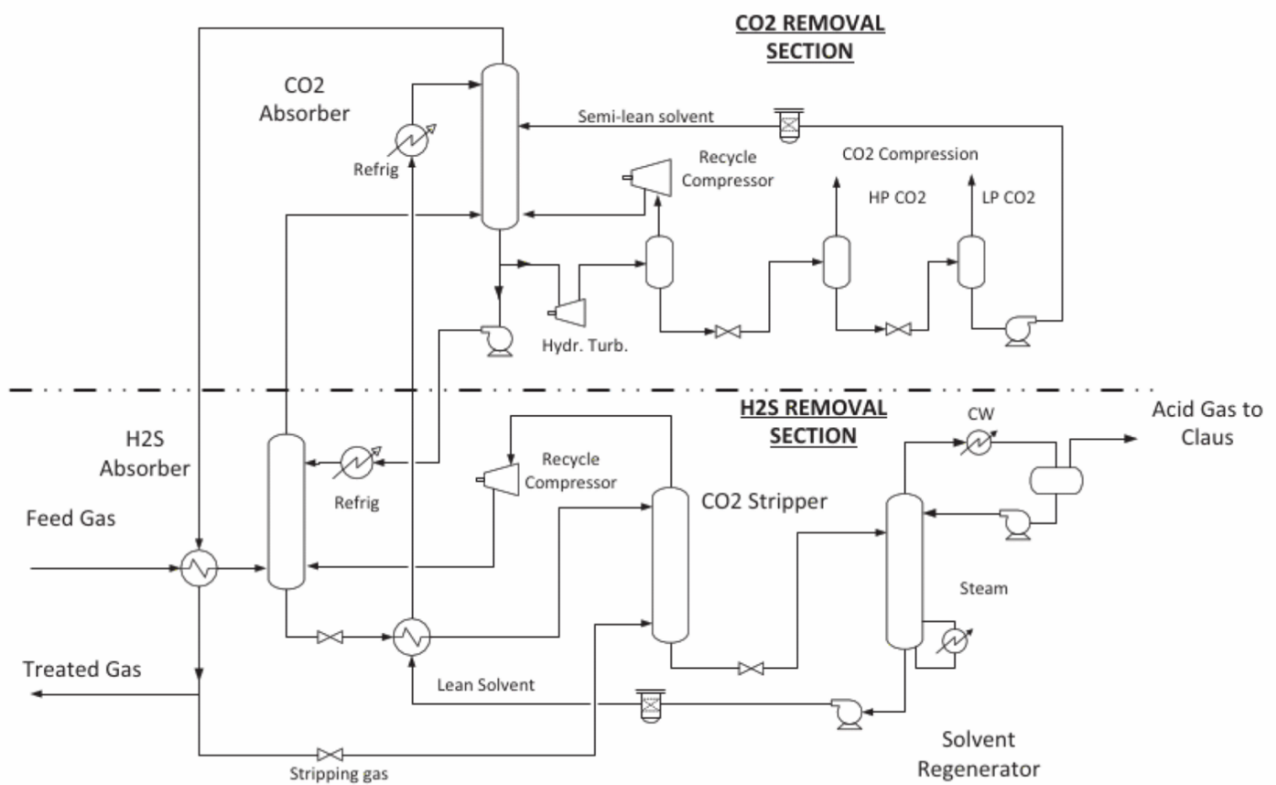 CO2 REMOVAL
SECTION
CO2
Absorber
Semi-lean solvent
Refrig
Recycle
Compressor
CO2 Compression
HP CO2
LP CO2
Hydr. Turb.
H2S REMOVAL
SECTION
CW
Acid Gas to
Claus
H2S
Absorber
Recycle
Compressor
Refrig
CO2 Stripper
Feed Gas
Steam
Treated Gas
Lean Solvent
Solvent
Regenerator
Stripping gas